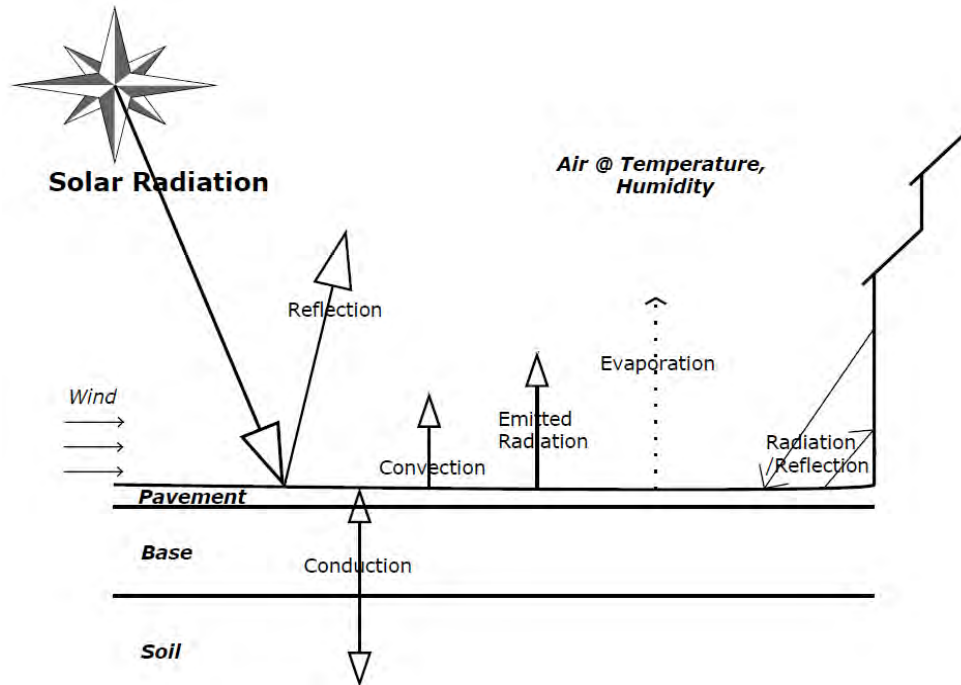 Solar Radiation
Air @ Temperature,
Humidity
Reflection
Evaporation
Wind
Emitted
Radiation
Convection
Radiation
/Reflection
Pavement
Base
Conduction
Soil